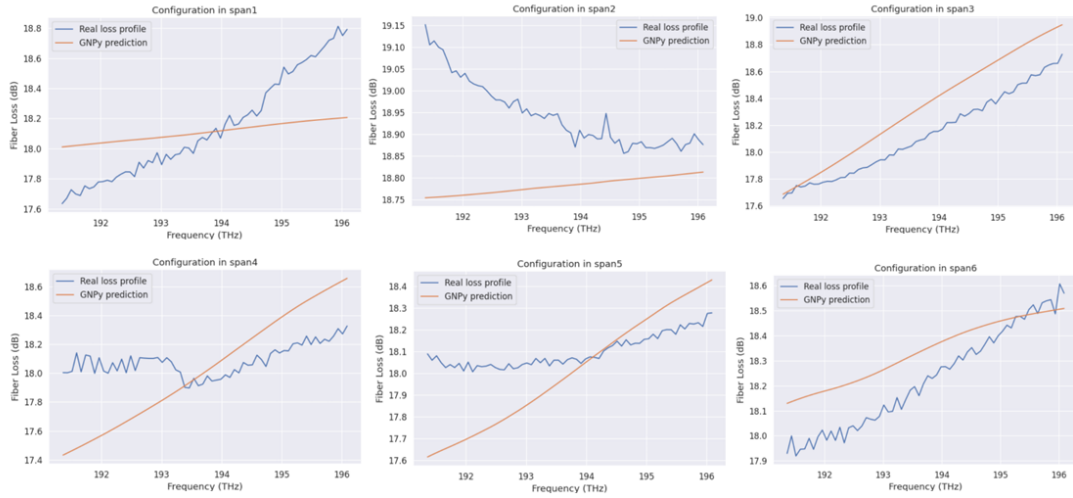 Configuration in span1
Real loss profile
GNPy prediction
Fiber Loss (dB)
18.8
18.6
18.4
18.2
18.0
17.8
17.6
192
193
194
195
196
Frequency (THz)
Configuration in span2
Real loss profile
GNPy prediction
Fiber Loss (dB)
19.15
19.10
19.05
19.00
18.95
18.90
18.85
18.80
18.75
192
193
194
195
196
Frequency (THz)
Configuration in span3
Real loss profile
GNPy prediction
Fiber Loss (dB)
19.0
18.8
18.6
18.4
18.2
18.0
17.8
17.6
192
193
194
195
196
Frequency (THz)
Configuration in span4
Real loss profile
GNPy prediction
Fiber Loss (dB)
18.6
18.4
18.2
18.0
17.8
17.6
17.4
192
193
194
195
196
Frequency (THz)
Configuration in span5
Real loss profile
GNPy prediction
Fiber Loss (dB)
18.4
18.3
18.2
18.1
18.0
17.9
17.8
17.7
17.6
192
193
194
195
196
Frequency (THz)
Configuration in span6
Real loss profile
GNPy prediction
Fiber Loss (dB)
18.6
18.5
18.4
18.3
18.2
18.1
18.0
17.9
192
193
194
195
196
Frequency (THz)